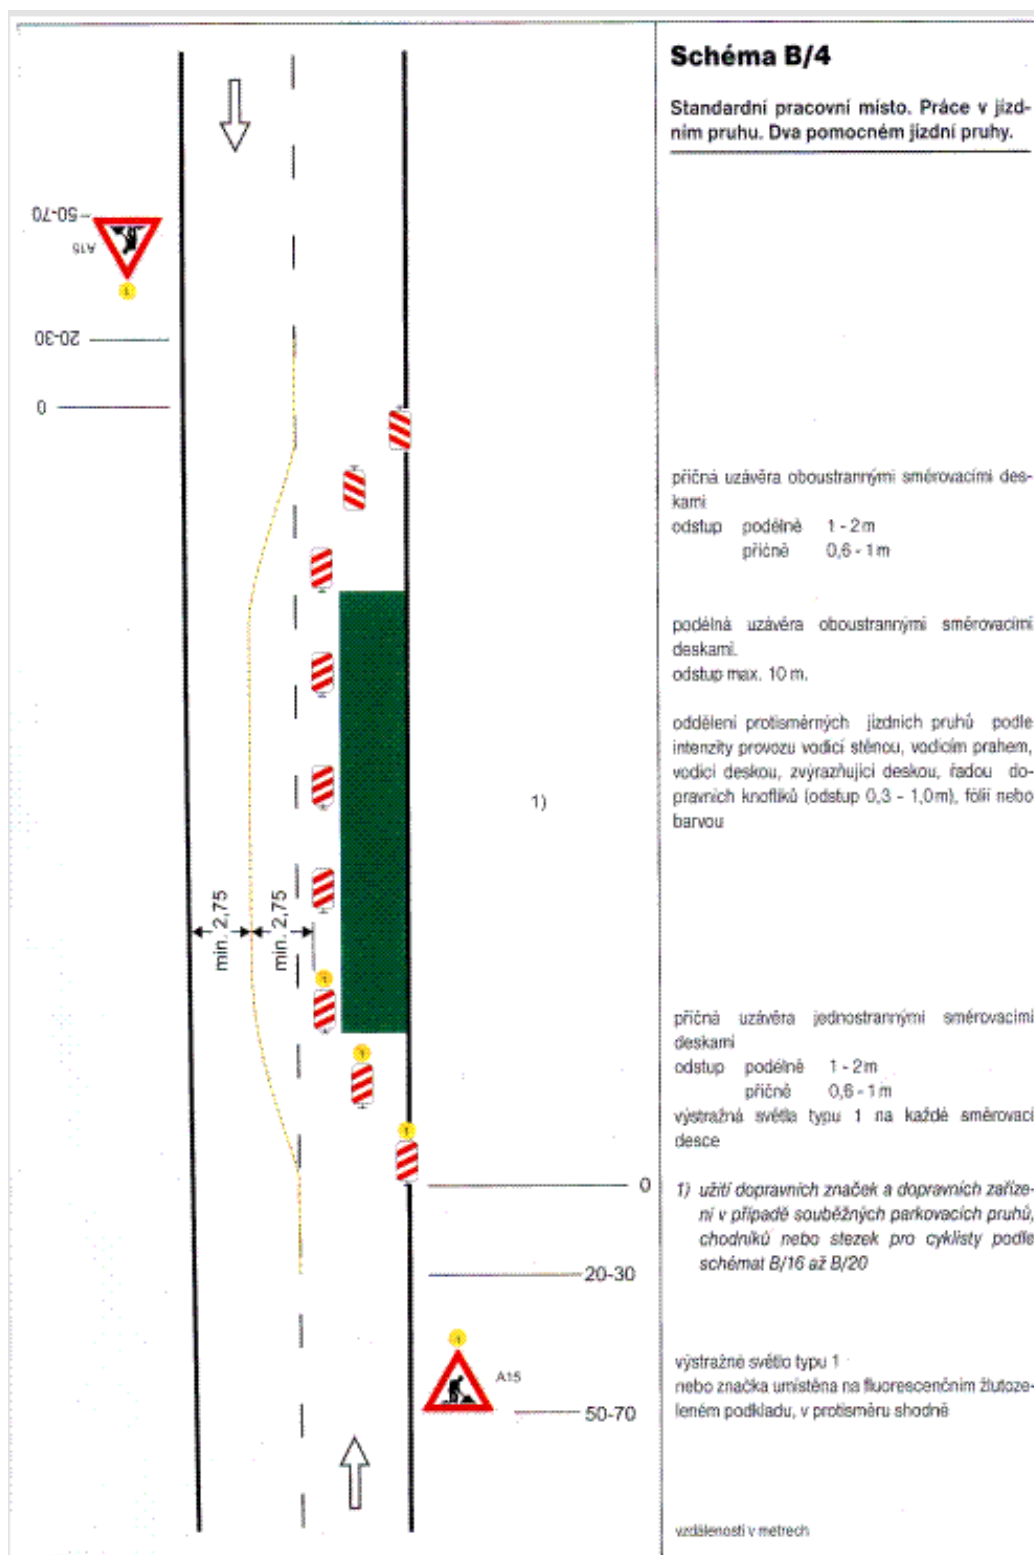 Schéma B/4
Standardní pracovní místo. Práce v jízd-
ním pruhu. Dva pomocném jízdní pruhy.
50-70
A15
1
20-30
0
příčná uzávěra oboustrannými směrovacími des-
kami
odstup podélně 1 - 2 m
příčně 0,6 - 1 m
podélná uzávěra oboustrannými směrovacími
deskami.
odstup max. 10 m.
oddělení protisměrných jízdních pruhů podle
intenzity provozu vodicí stěnou, vodicím prahem,
vodicí deskou, zvýrazňující deskou, řadou do-
pravních knoflíků (odstup 0,3 - 1,0 m), fólií nebo
barvou
1)
min. 2,75
min. 2,75
1
1
1
příčná uzávěra jednostrannými směrovacími
deskami
odstup podélně 1 - 2 m
příčně 0,6 - 1 m
výstražná světla typu 1 na každé směrovací
desce
0
1) užití dopravních značek a dopravních zaříze-
ní v případě souběžných parkovacích pruhů,
chodníků nebo stezek pro cyklisty podle
schémat B/16 až B/20
20-30
1
A15
50-70
výstražné světlo typu 1
nebo značka umístěna na fluorescenčním žlutoze-
leném podkladu, v protisměru shodně
vzdálenosti v metrech